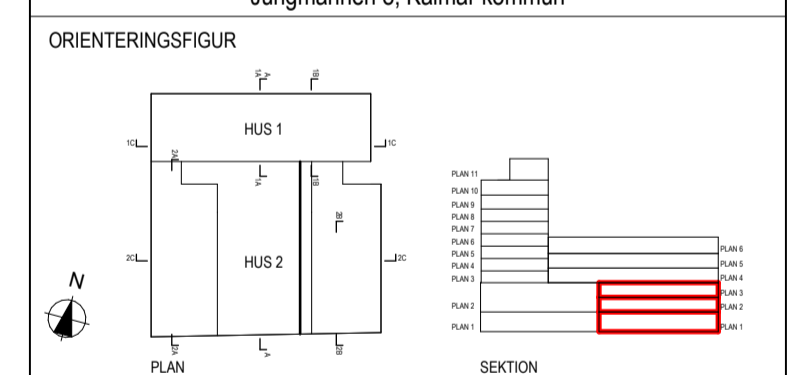 Jungmannen 3, Kalmar kommun
ORIENTERINGSFIGUR
1A A 1B
HUS 1
1C 1C
2A
1A 1B
2B
2C HUS 2 2C
N
2A A 2B
PLAN
PLAN 11
PLAN 10
PLAN 9
PLAN 8
PLAN 7
PLAN 6
PLAN 5
PLAN 4
PLAN 3
PLAN 2
PLAN 1
PLAN 6
PLAN 5
PLAN 4
PLAN 3
PLAN 2
PLAN 1
SEKTION